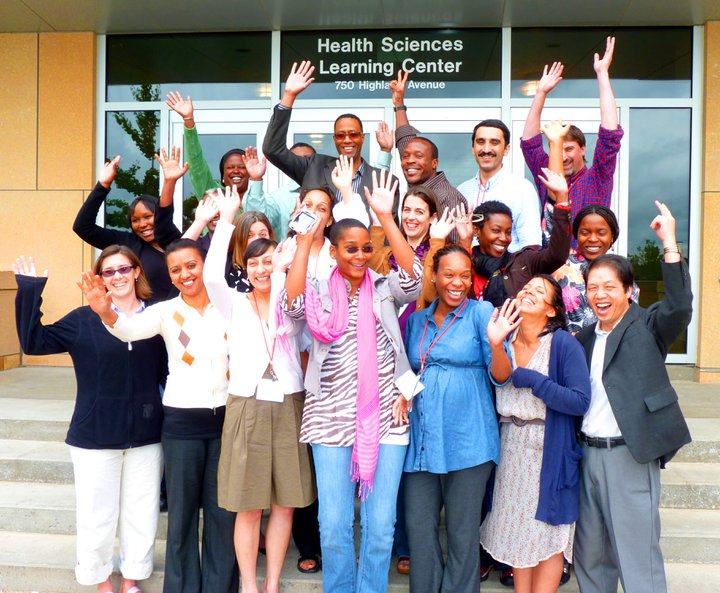 Health Sciences
Learning Center
750 Highland Avenue